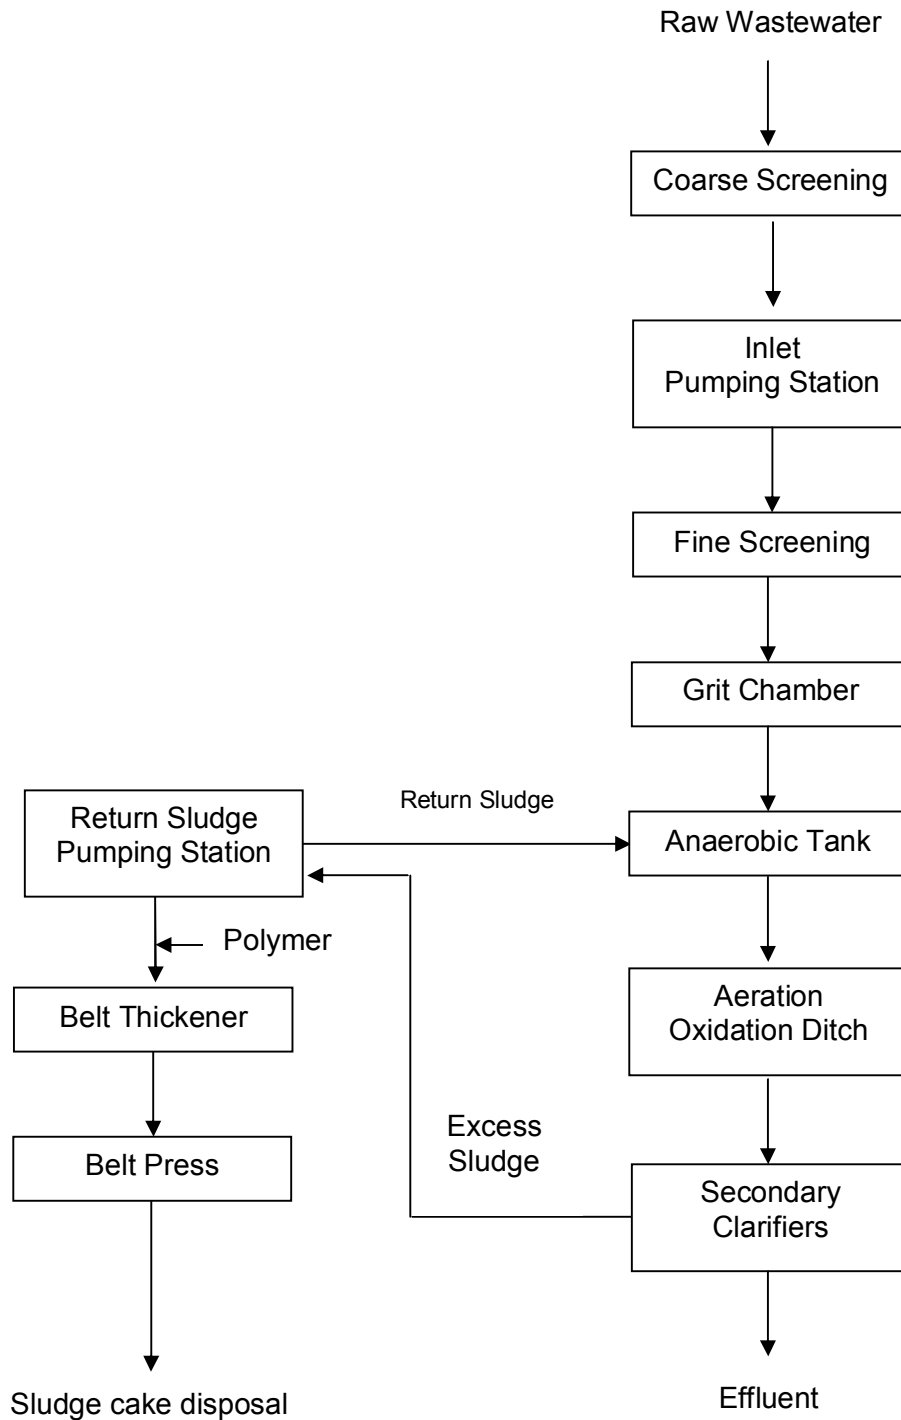 Raw Wastewater
Coarse Screening
Inlet
Pumping Station
Fine Screening
Grit Chamber
Return Sludge
Pumping Station
Return Sludge
Anaerobic Tank
Polymer
Belt Thickener
Aeration
Oxidation Ditch
Excess
Sludge
Belt Press
Secondary
Clarifiers
Sludge cake disposal
Effluent